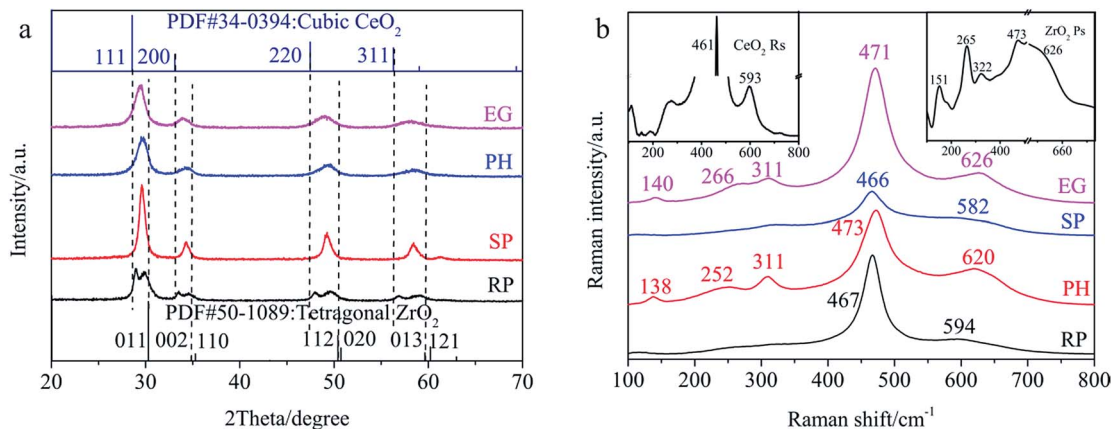 a
PDF#34-0394:Cubic CeO₂
111 200 220 311
EG
PH
SP
RP
PDF#50-1089:Tetragonal ZrO₂
011 002 110 112 020 013 121
20 30 40 50 60 70
2Theta/degree
Intensity/a.u.
b
461 CeO₂ Rs
593
200 400 600 800
473 ZrO₂ Ps
265 626
322
151
200 400 660
471
140 266 311 626 EG
466 582 SP
473
138 252 311 620 PH
467 594 RP
100 200 300 400 500 600 700 800
Raman shift/cm⁻¹
Raman intensity/a.u.